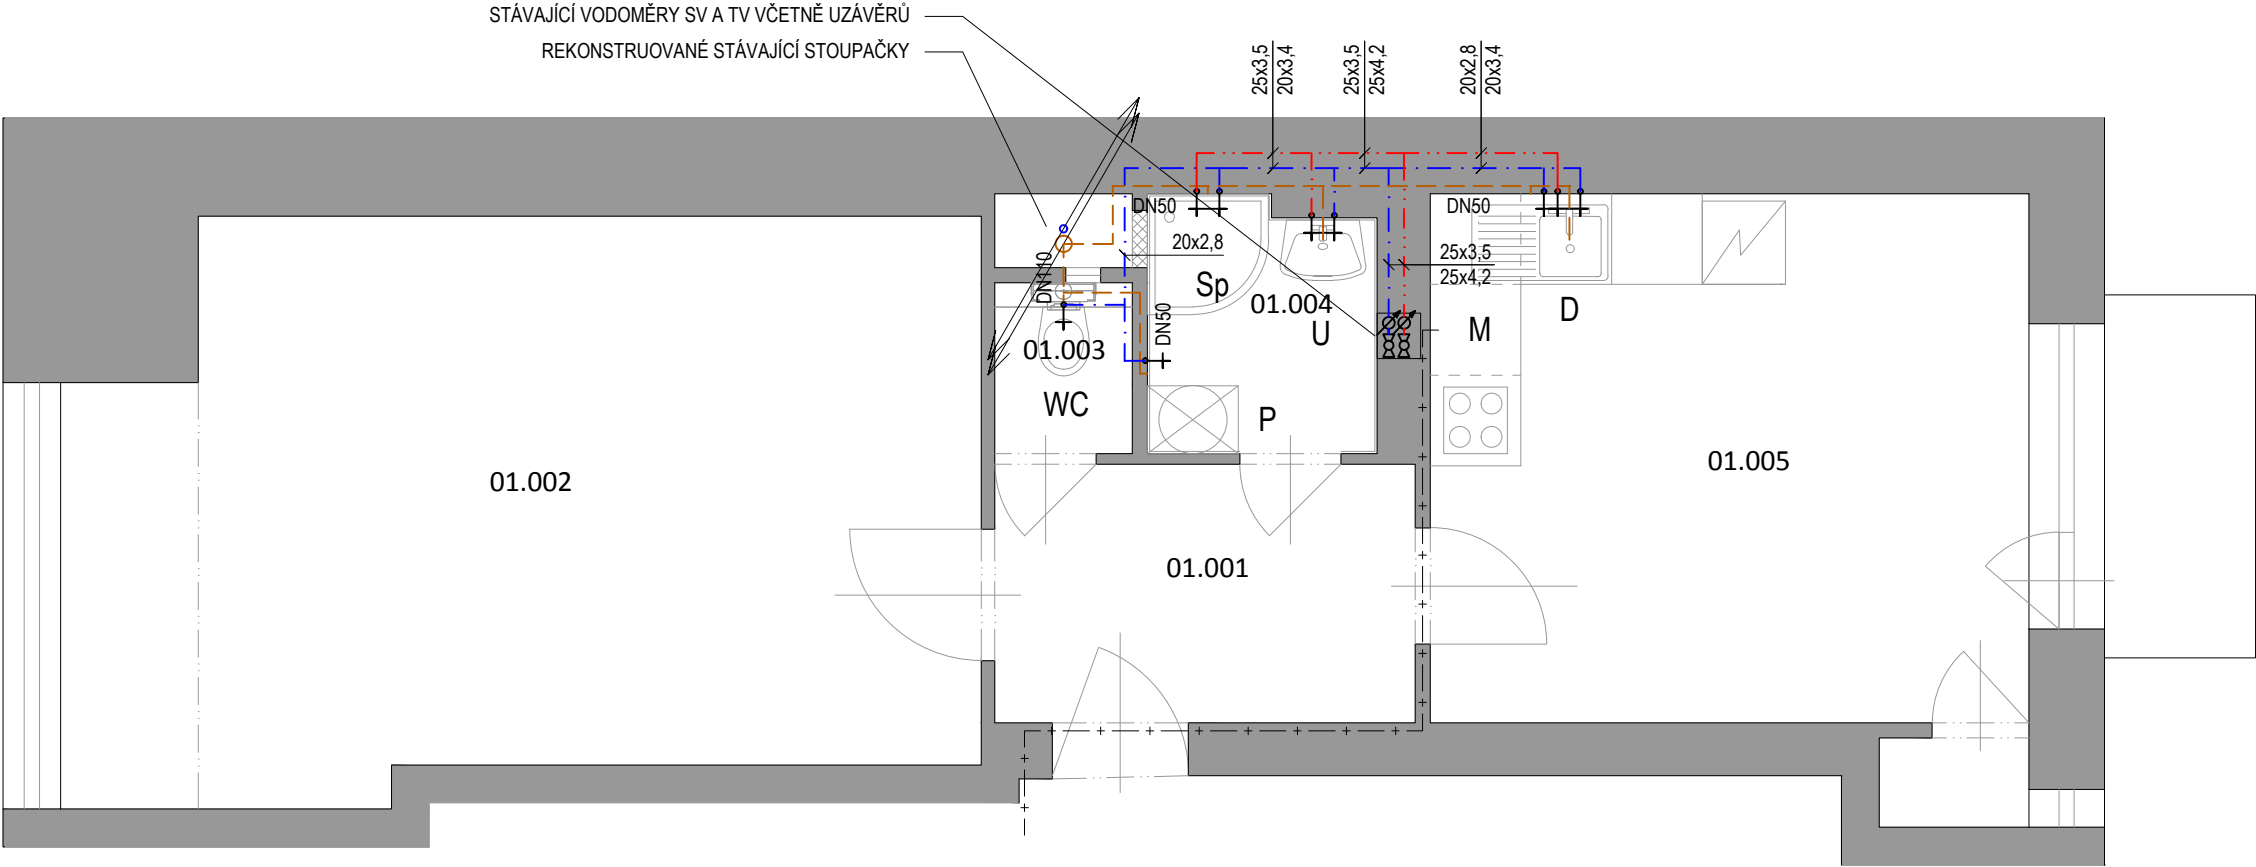 STÁVAJÍCÍ VODOMĚRY SV A TV VČETNĚ UZÁVĚRŮ
REKONSTRUOVANÉ STÁVAJÍCÍ STOUPAČKY
25x3,5
20x3,4
25x3,5
25x4,2
20x2,8
20x3,4
DN50
DN50
20x2,8
25x3,5
25x4,2
DN110
DN50
Sp
01.004
U
M
D
01.003
WC
P
01.002
01.005
01.001